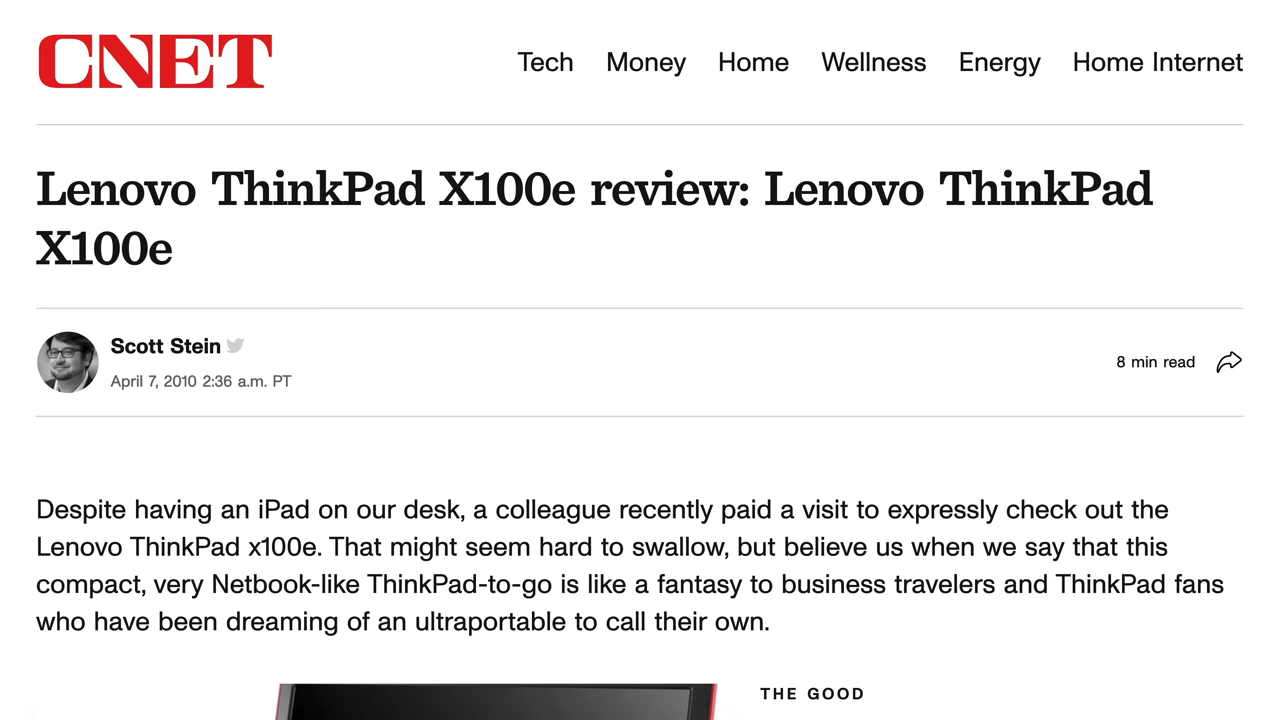 CNET
Tech Money Home Wellness Energy Home Internet
Lenovo ThinkPad X100e review: Lenovo ThinkPad
X100e
Scott Stein
April 7, 2010 2:36 a.m. PT
8 min read
Despite having an iPad on our desk, a colleague recently paid a visit to expressly check out the
Lenovo ThinkPad x100e. That might seem hard to swallow, but believe us when we say that this
compact, very Netbook-like ThinkPad-to-go is like a fantasy to business travelers and ThinkPad fans
who have been dreaming of an ultraportable to call their own.
THE GOOD